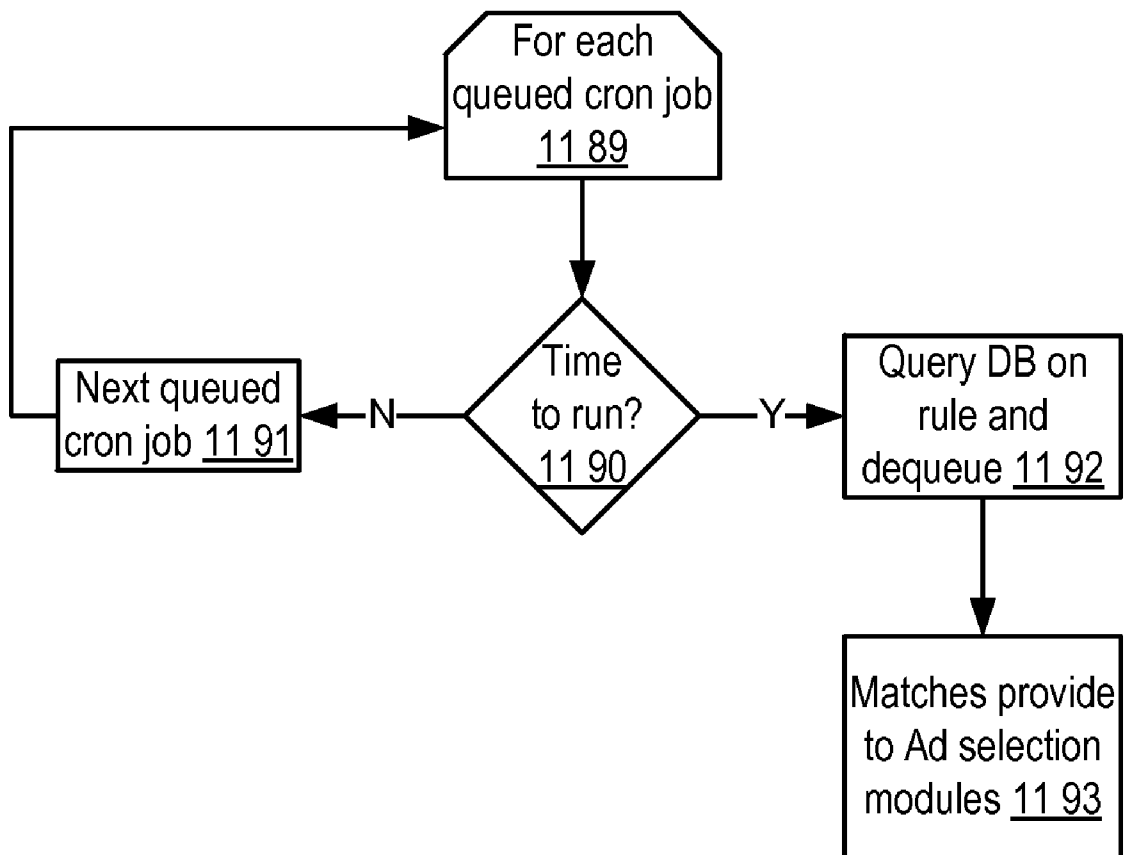 For each
queued cron job
11 89
Time
to run?
11 90
N
Y
Next queued
cron job 11 91
Query DB on
rule and
dequeue 11 92
Matches provide
to Ad selection
modules 11 93